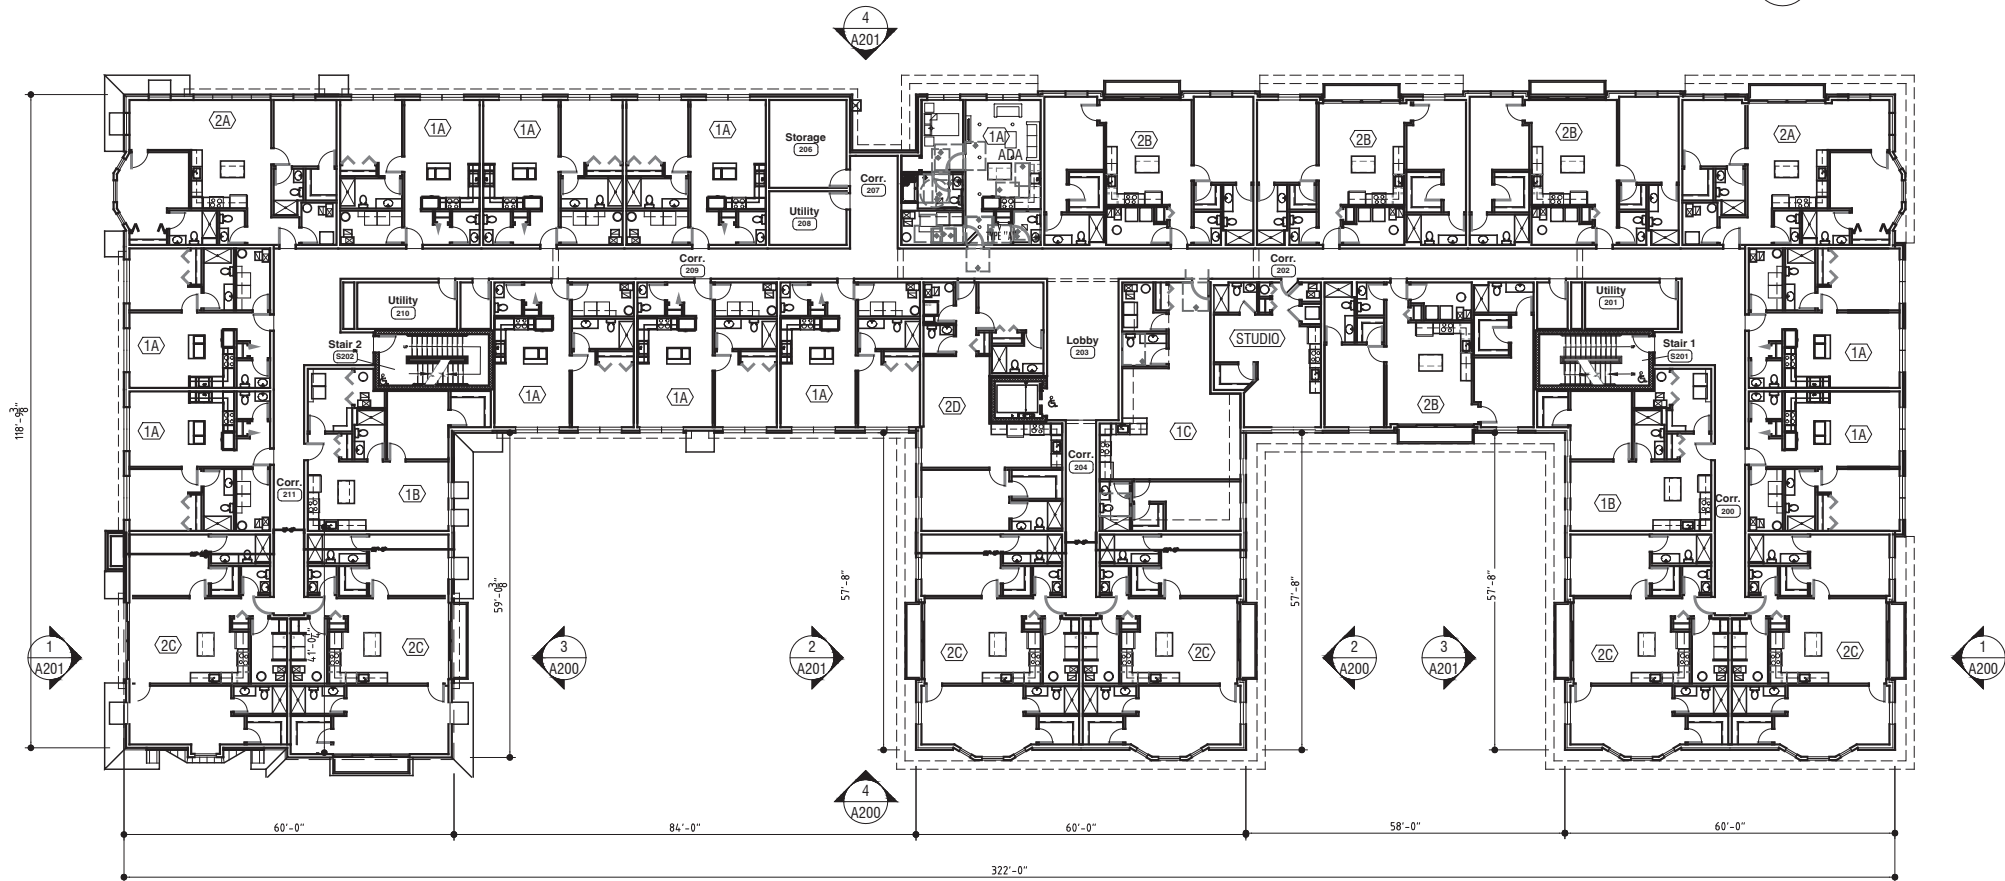 4
A201
2A
1A
1A
1A
Storage
206
Corr.
207
Utility
208
1A
ADA
2B
2B
2B
2A
Corr.
209
Corr.
202
Utility
210
Utility
201
Stair 2
S202
Lobby
203
STUDIO
Stair 1
S201
1A
1A
1A
1A
1A
2D
2B
1A
1A
1C
1A
118'-9 3/8"
Corr.
211
1B
Corr.
204
1B
Corr.
200
59'-0 3/8"
57'-8"
57'-8"
57'-8"
1
A201
2C
2C
3
A200
2
A201
2C
2C
2
A200
3
A201
2C
2C
1
A200
4
A200
60'-0"
84'-0"
60'-0"
58'-0"
60'-0"
322'-0"